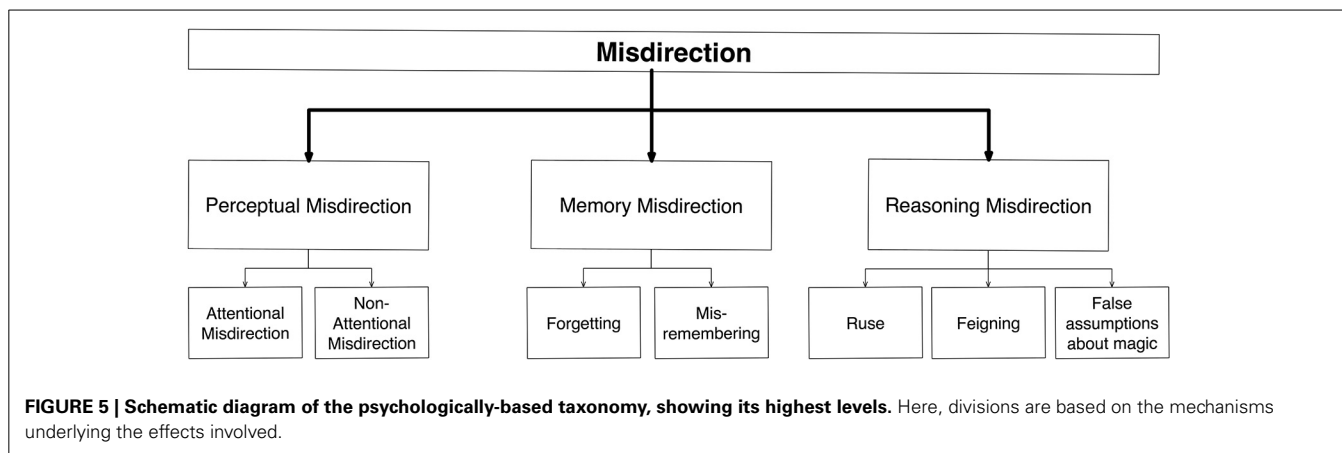 Misdirection
Perceptual Misdirection
Memory Misdirection
Reasoning Misdirection
Attentional
Misdirection
Non-
Attentional
Misdirection
Forgetting
Mis-
remembering
Ruse
Feigning
False
assumptions
about magic
FIGURE 5 | Schematic diagram of the psychologically-based taxonomy, showing its highest levels. Here, divisions are based on the mechanisms
underlying the effects involved.